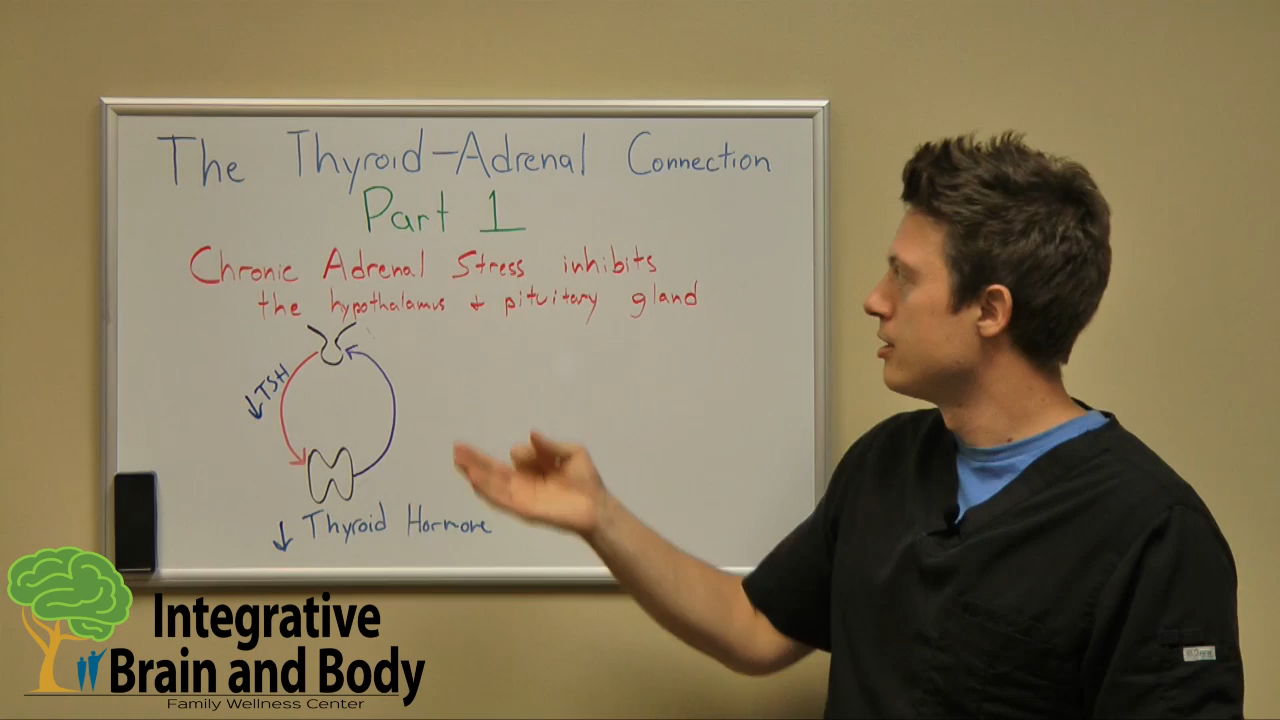 The Thyroid-Adrenal Connection
Part 1
Chronic Adrenal Stress inhibits
the hypothalamus + pituitary gland
↓TSH
↓ Thyroid Hormone
Integrative
Brain and Body
Family Wellness Center